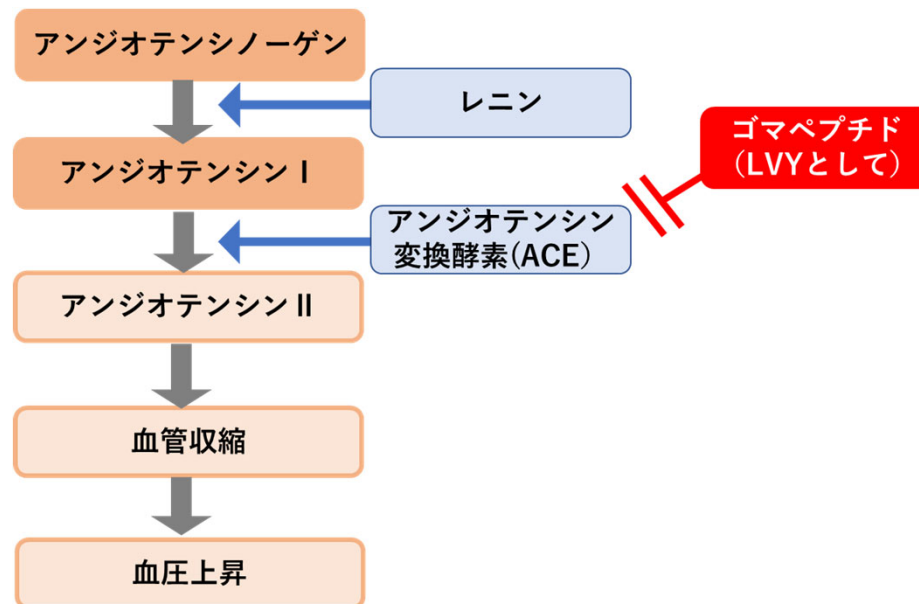 アンジオテンシノーゲン
レニン
ゴマペプチド
（LVYとして）
アンジオテンシンⅠ
アンジオテンシン
変換酵素(ACE）
アンジオテンシンⅡ
血管収縮
血圧上昇